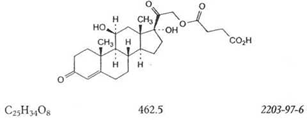 O O
H CH₃ O
HO OH
CH₃ H CO₂H
H H
O
C₂₅H₃₄O₈ 462.5 2203-97-6